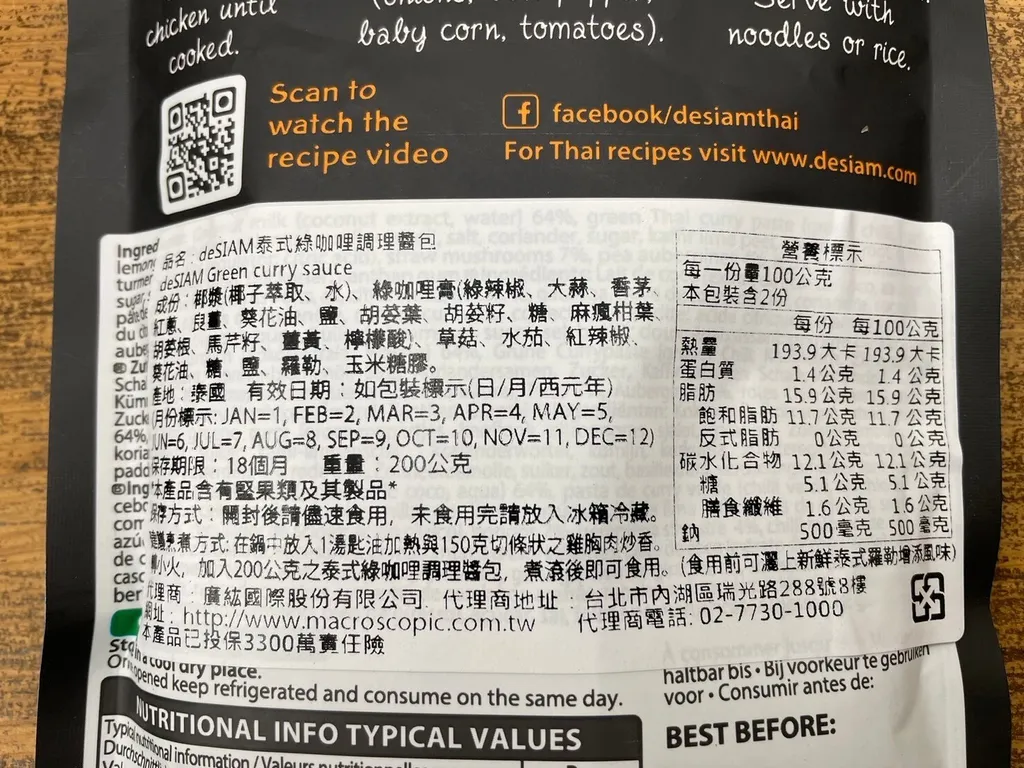 chicken until
cooked.
baby corn, tomatoes).
Serve with
noodles or rice.
Scan to
watch the
recipe video
facebook/desiamthai
For Thai recipes visit www.desiam.com
品名：deSIAM泰式綠咖哩調理醬包
deSIAM Green curry sauce
成份：椰漿(椰子萃取、水)、綠咖哩膏(綠辣椒、大蒜、香茅、
紅蔥、良薑、葵花油、鹽、胡荽葉、胡荽籽、糖、麻瘋柑葉、
胡荽根、馬芹籽、薑黃、檸檬酸)、草菇、水茄、紅辣椒、
葵花油、糖、鹽、羅勒、玉米糖膠。
產地：泰國 有效日期：如包裝標示(日/月/西元年)
(月份標示: JAN=1, FEB=2, MAR=3, APR=4, MAY=5,
JUN=6, JUL=7, AUG=8, SEP=9, OCT=10, NOV=11, DEC=12)
保存期限：18個月 重量：200公克
*本產品含有堅果類及其製品*
保存方式：開封後請儘速食用，未食用完請放入冰箱冷藏。
建議烹煮方式: 在鍋中放入1湯匙油加熱與150克切條狀之雞胸肉炒香。
轉小火，加入200公克之泰式綠咖哩調理醬包，煮滾後即可食用。(食用前可灑上新鮮泰式羅勒增添風味)
代理商：廣紘國際股份有限公司 代理商地址：台北市內湖區瑞光路288號8樓
網址：http://www.macroscopic.com.tw 代理商電話: 02-7730-1000
本產品已投保3300萬責任險
營養標示
每一份量100公克
本包裝含2份
每份 每100公克
熱量 193.9大卡 193.9大卡
蛋白質 1.4公克 1.4公克
脂肪 15.9公克 15.9公克
飽和脂肪 11.7公克 11.7公克
反式脂肪 0公克 0公克
碳水化合物 12.1公克 12.1公克
糖 5.1公克 5.1公克
膳食纖維 1.6公克 1.6公克
鈉 500毫克 500毫克
in a cool dry place.
opened keep refrigerated and consume on the same day.
NUTRITIONAL INFO TYPICAL VALUES
Typical nutritional information / Valeurs nutritionnelles
haltbar bis • Bij voorkeur te gebruiken
voor • Consumir antes de:
BEST BEFORE: